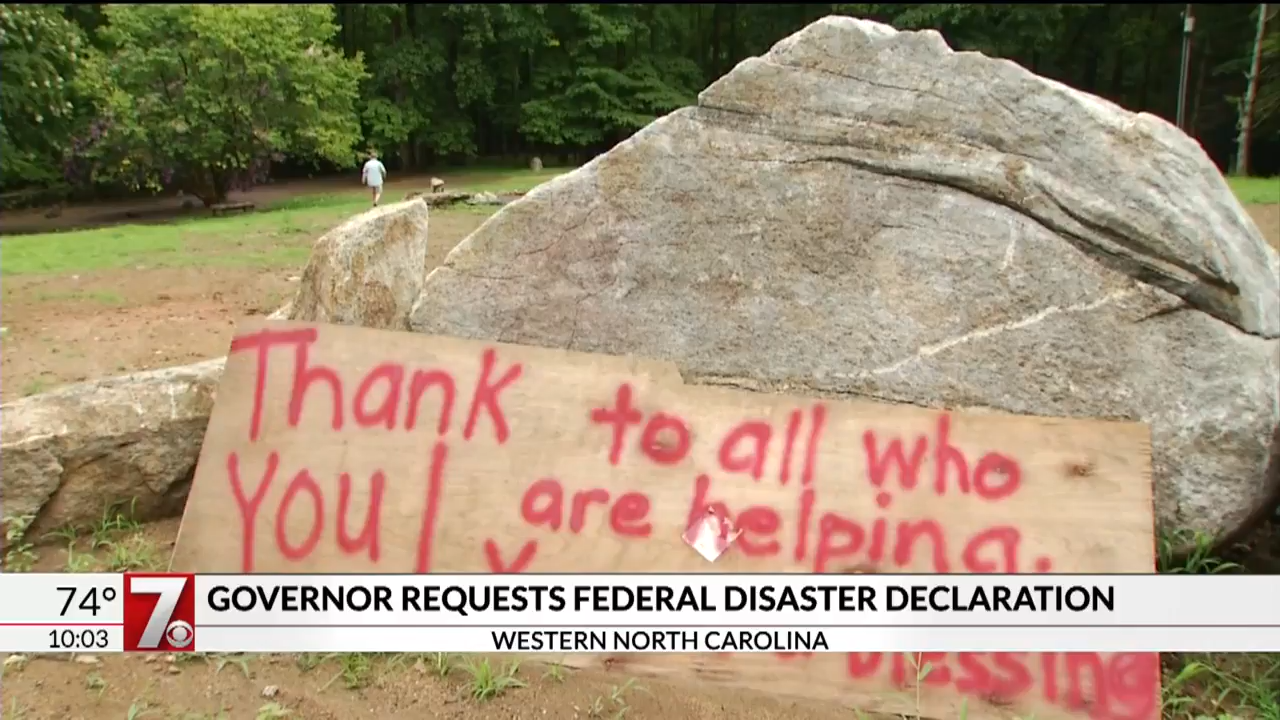 Thank to all who
You! are helping.
blessing
74° 7 GOVERNOR REQUESTS FEDERAL DISASTER DECLARATION
10:03 WESTERN NORTH CAROLINA